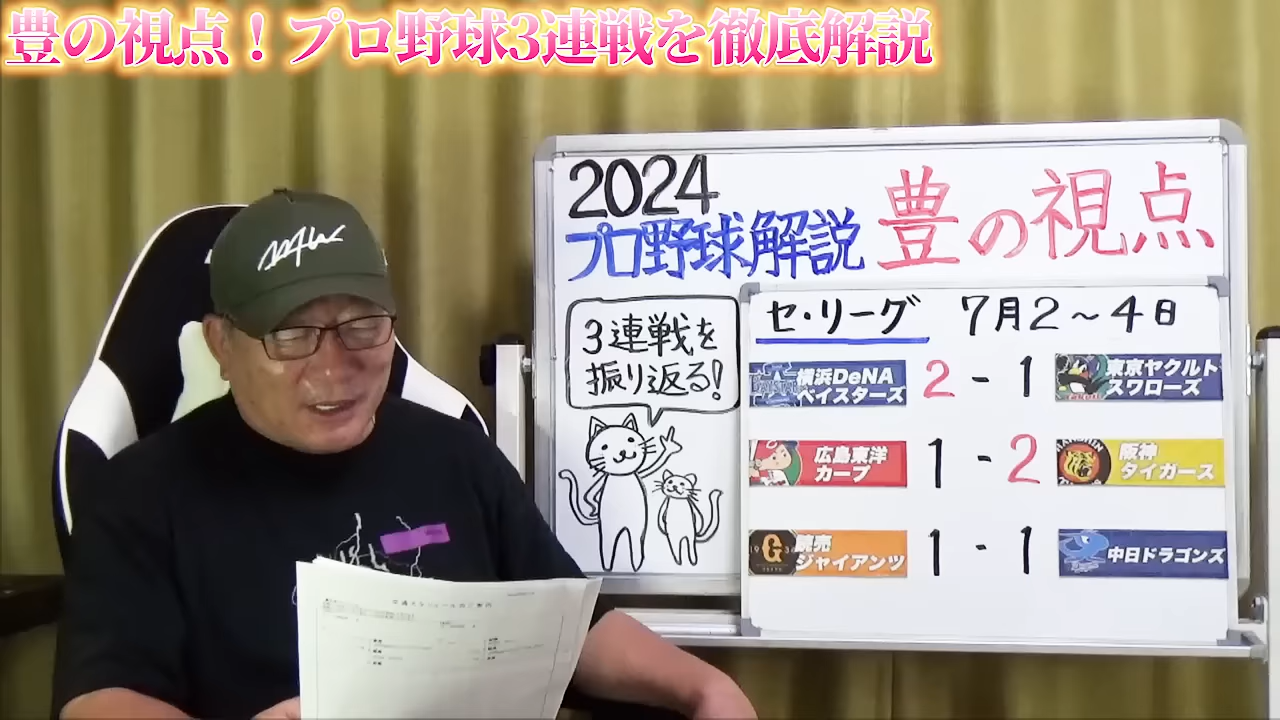 豊の視点！プロ野球3連戦を徹底解説
2024
プロ野球解説 豊の視点
3連戦を
振り返る!
セ・リーグ 7月2～4日
横浜DeNA
ベイスターズ
2 - 1
東京ヤクルト
スワローズ
広島東洋
カープ
1 - 2
阪神
タイガース
G
読売
ジャイアンツ
1 - 1
中日ドラゴンズ